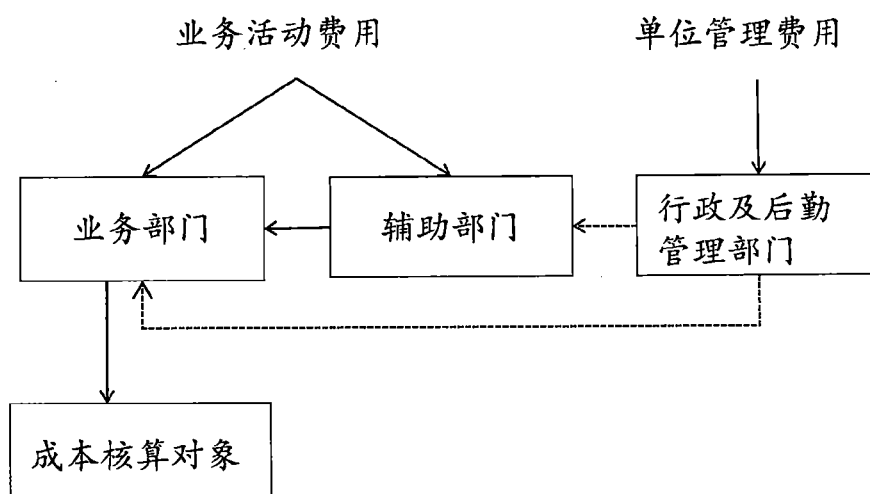 业务活动费用
单位管理费用
业务部门
辅助部门
行政及后勤
管理部门
成本核算对象